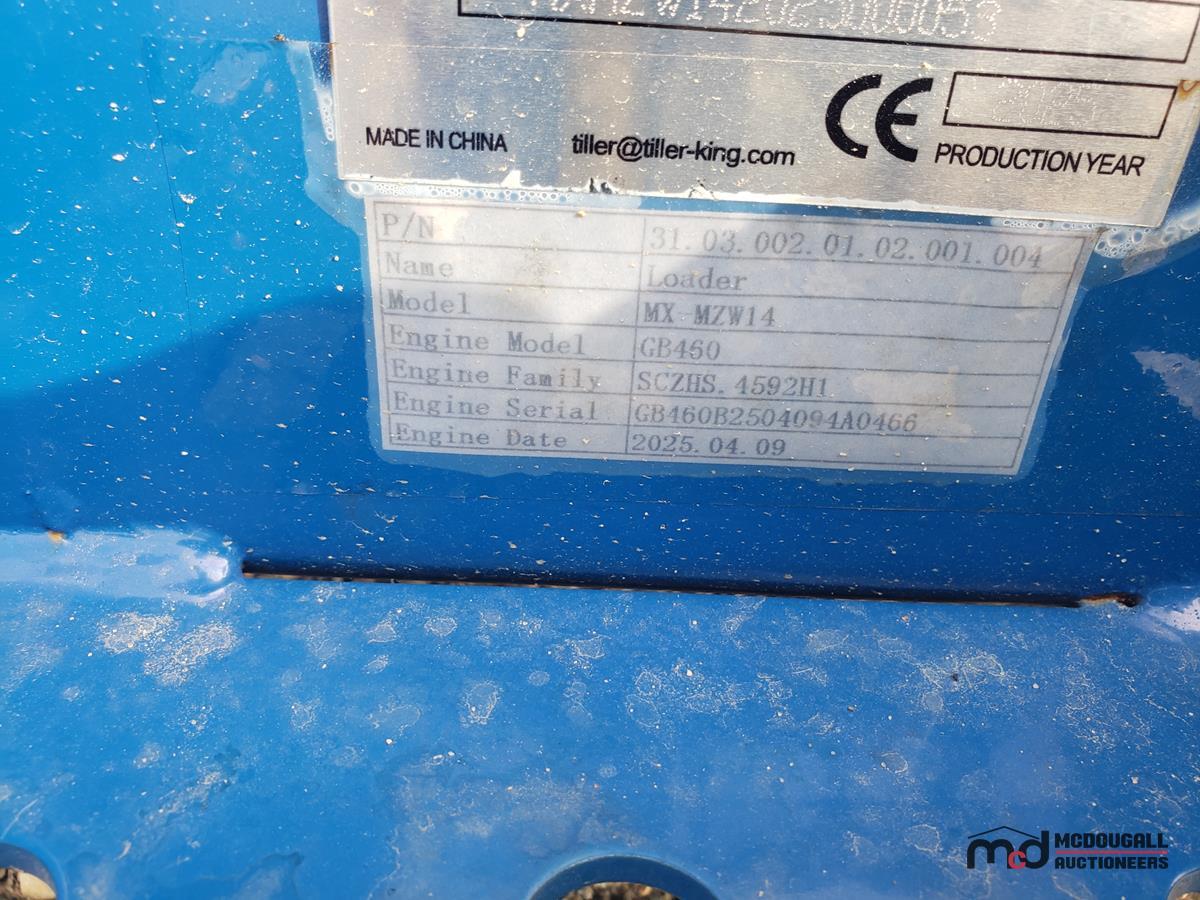 MADE IN CHINA
tiller@tiller-king.com
CE
PRODUCTION YEAR
P/N 31.03.002.01.02.001.004
Name Loader
Model MX-MZW14
Engine Model GB460
Engine Family SCZHS.4592H1
Engine Serial GB460B2504094A0466
Engine Date 2025.04.09
mcd MCDOUGALL
AUCTIONEERS